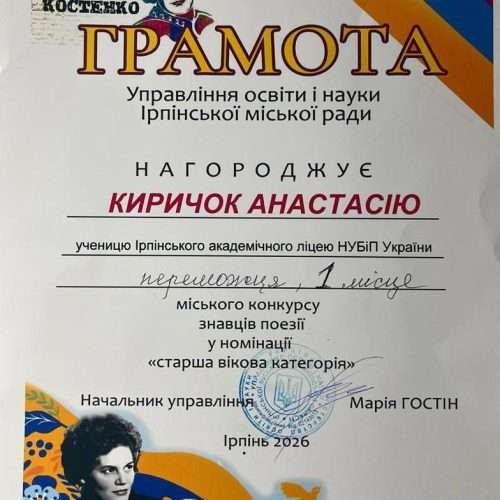 КОСТЕНКО
ГРАМОТА
Управління освіти і науки
Ірпінської міської ради
НАГОРОДЖУЄ
КИРИЧОК АНАСТАСІЮ
ученицю Ірпінського академічного ліцею НУБіП України
переможця, 1 місце
міського конкурсу
знавців поезії
у номінації
«старша вікова категорія»
Начальник управління Марія ГОСТІН
Ірпінь 2026